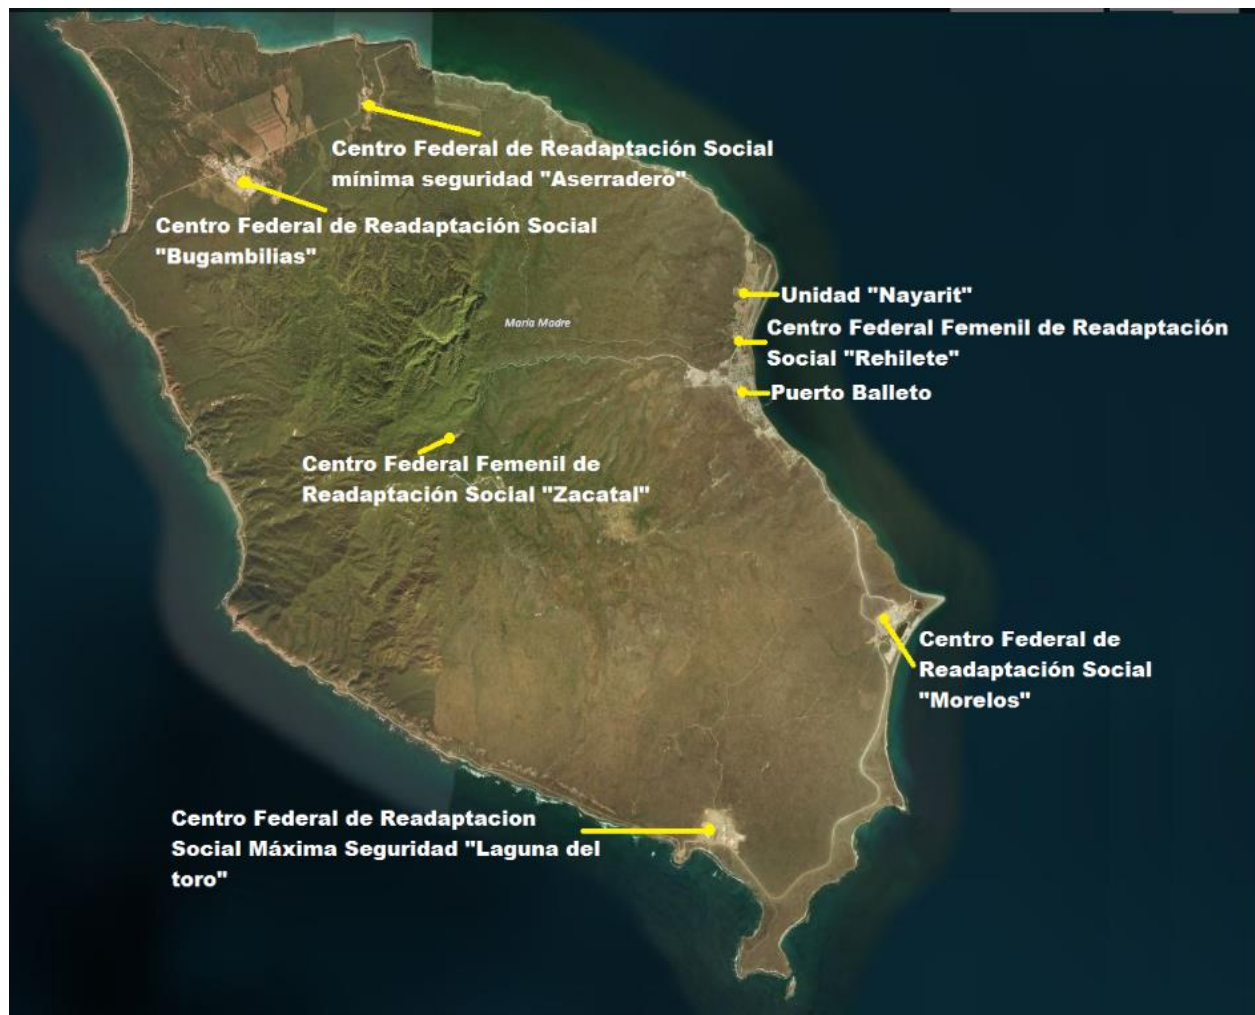 Centro Federal de Readaptación Social
mínima seguridad "Aserradero"
Centro Federal de Readaptación Social
"Bugambilias"
Unidad "Nayarit"
María Madre
Centro Federal Femenil de Readaptación
Social "Rehilete"
Puerto Balleto
Centro Federal Femenil de
Readaptación Social "Zacatal"
Centro Federal de
Readaptación Social
"Morelos"
Centro Federal de Readaptacion
Social Máxima Seguridad "Laguna del
toro"